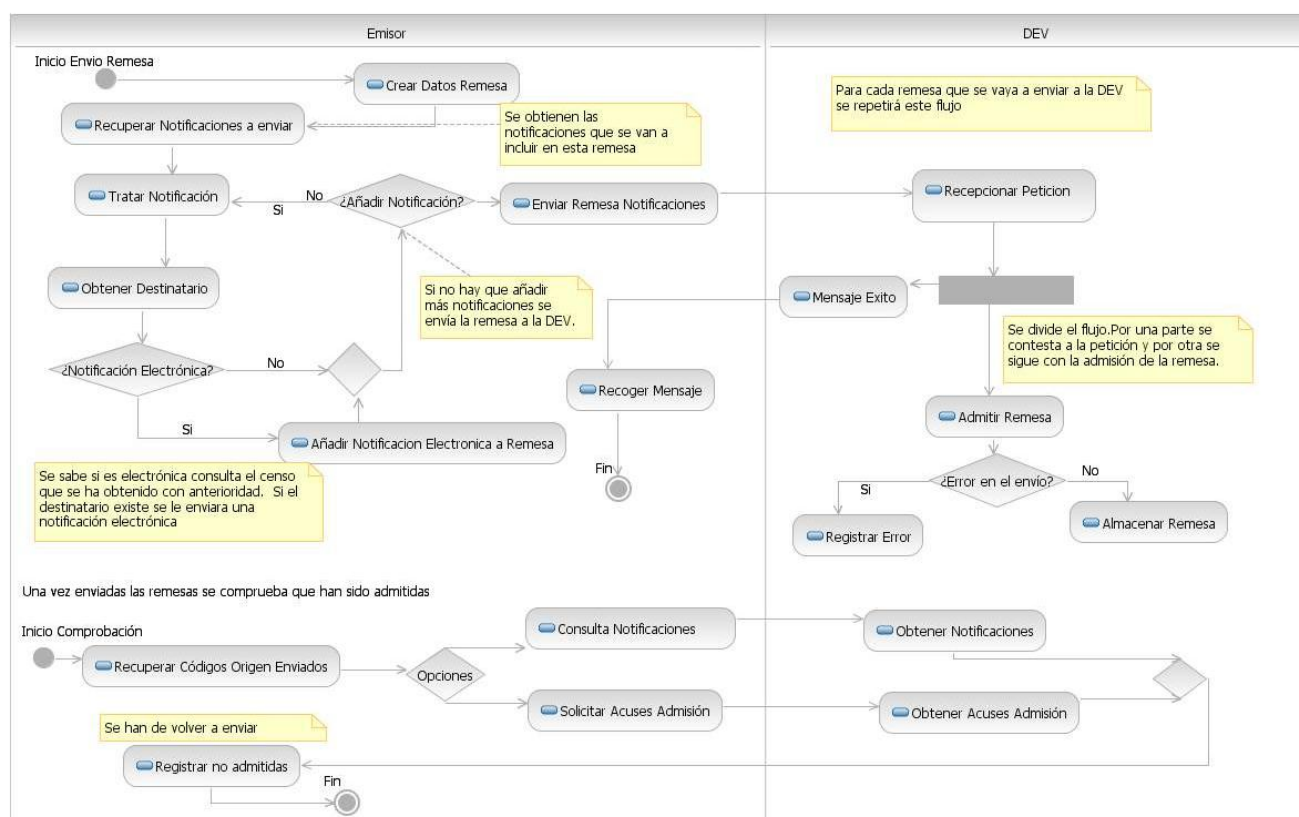 Emisor
DEV
Inicio Envio Remesa
Crear Datos Remesa
Para cada remesa que se vaya a enviar a la DEV
se repetirá este flujo
Recuperar Notificaciones a enviar
Se obtienen las
notificaciones que se van a
incluir en esta remesa
Tratar Notificación
No
Si
¿Añadir Notificación?
Enviar Remesa Notificaciones
Recepcionar Peticion
Obtener Destinatario
Si no hay que añadir
más notificaciones se
envía la remesa a la DEV.
Mensaje Exito
Se divide el flujo.Por una parte se
contesta a la petición y por otra se
sigue con la admisión de la remesa.
¿Notificación Electrónica?
No
Recoger Mensaje
Admitir Remesa
Si
Añadir Notificacion Electronica a Remesa
Fin
Se sabe si es electrónica consulta el censo
que se ha obtenido con anterioridad. Si el
destinatario existe se le enviara una
notificación electrónica
¿Error en el envío?
Si
No
Registrar Error
Almacenar Remesa
Una vez enviadas las remesas se comprueba que han sido admitidas
Inicio Comprobación
Recuperar Códigos Origen Enviados
Opciones
Consulta Notificaciones
Obtener Notificaciones
Solicitar Acuses Admisión
Obtener Acuses Admisión
Se han de volver a enviar
Registrar no admitidas
Fin